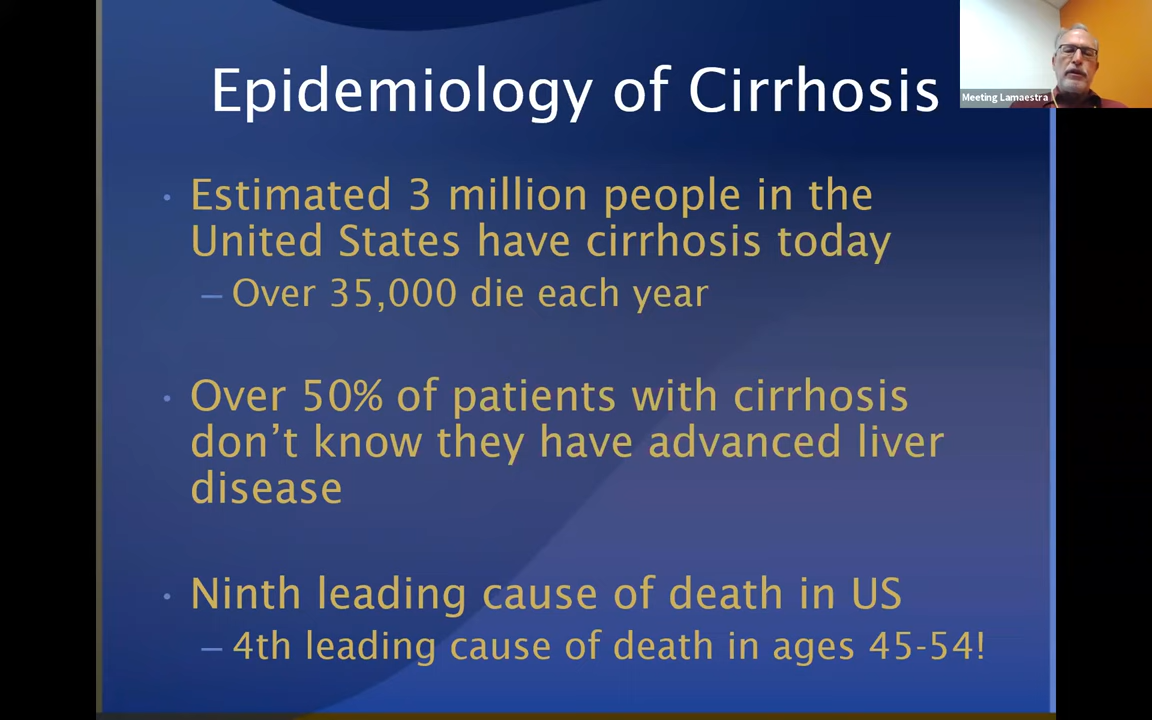 Epidemiology of Cirrhosis
Meeting Lamaestra
• Estimated 3 million people in the
United States have cirrhosis today
– Over 35,000 die each year
• Over 50% of patients with cirrhosis
don’t know they have advanced liver
disease
• Ninth leading cause of death in US
– 4th leading cause of death in ages 45-54!